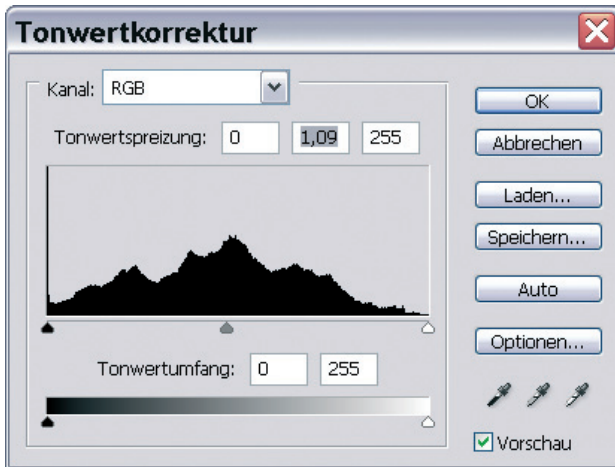 Tonwertkorrektur
Kanal: RGB
Tonwertspreizung: 0 1,09 255
Tonwertumfang: 0 255
OK
Abbrechen
Laden...
Speichern...
Auto
Optionen...
Vorschau